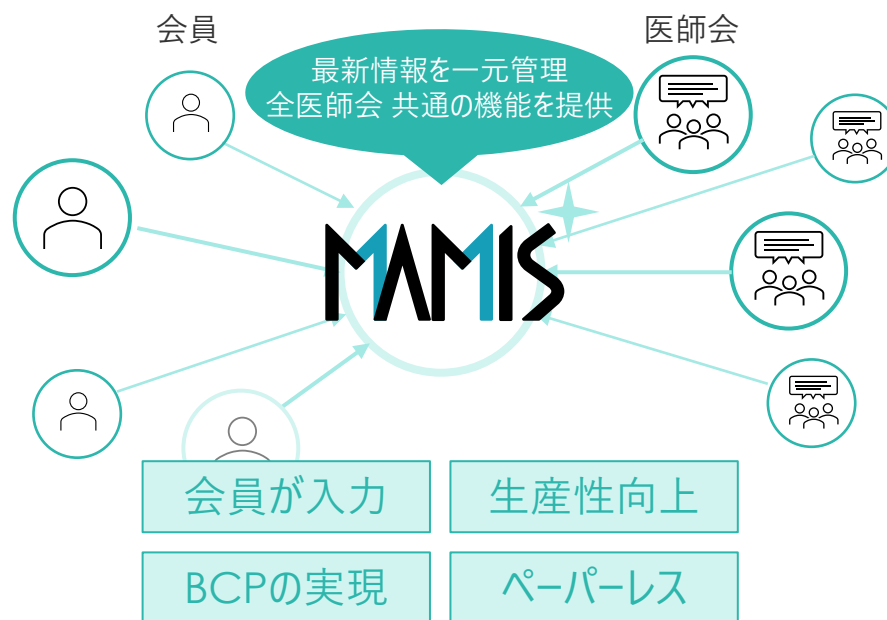 会員
医師会
最新情報を一元管理
全医師会 共通の機能を提供
MAMIS
会員が入力
生産性向上
BCPの実現
ペーパーレス